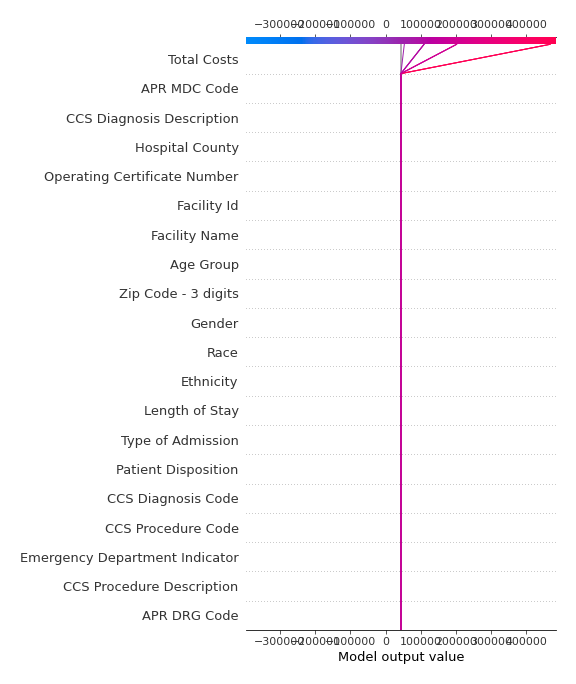 −300000 −200000 −100000 0 100000 200000 300000 400000
Total Costs
APR MDC Code
CCS Diagnosis Description
Hospital County
Operating Certificate Number
Facility Id
Facility Name
Age Group
Zip Code - 3 digits
Gender
Race
Ethnicity
Length of Stay
Type of Admission
Patient Disposition
CCS Diagnosis Code
CCS Procedure Code
Emergency Department Indicator
CCS Procedure Description
APR DRG Code
−300000 −200000 −100000 0 100000 200000 300000 400000
Model output value